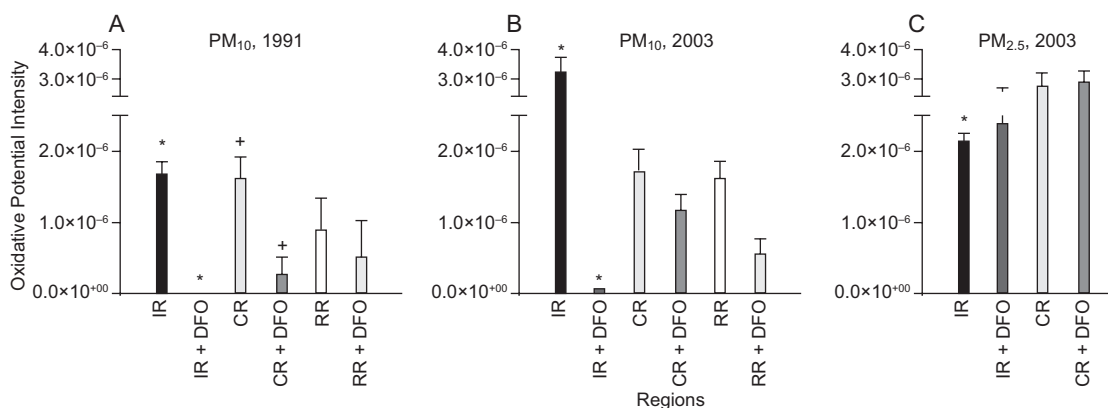 A
PM10, 1991
Oxidative Potential Intensity
4.0×10-6
3.0×10-6
2.0×10-6
1.0×10-6
0.0×10+00
*
*
+
+
IR
IR + DFO
CR
CR + DFO
RR
RR + DFO
B
PM10, 2003
4.0×10-6
3.0×10-6
2.0×10-6
1.0×10-6
0.0×10+00
*
*
IR
IR + DFO
CR
CR + DFO
RR
RR + DFO
Regions
C
PM2.5, 2003
4.0×10-6
3.0×10-6
2.0×10-6
1.0×10-6
0.0×10+00
*
IR
IR + DFO
CR
CR + DFO